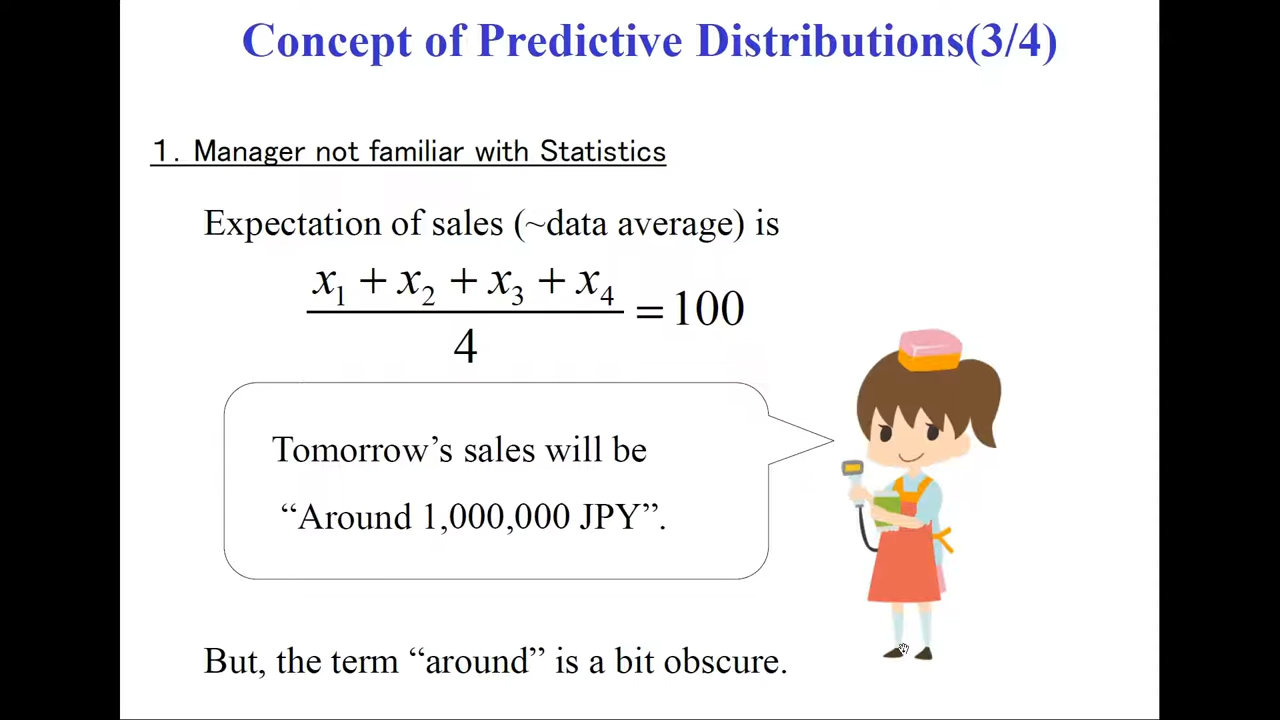 Concept of Predictive Distributions(3/4)
1. Manager not familiar with Statistics
Expectation of sales (~data average) is
x₁ + x₂ + x₃ + x₄
= 100
4
Tomorrow’s sales will be
“Around 1,000,000 JPY”.
But, the term “around” is a bit obscure.